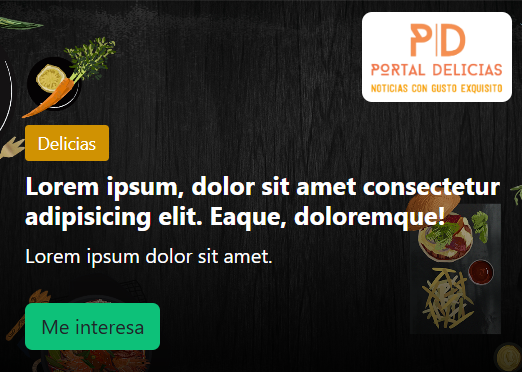 PD
PORTAL DELICIAS
NOTICIAS CON GUSTO EXQUISITO
Delicias
Lorem ipsum, dolor sit amet consectetur
adipisicing elit. Eaque, doloremque!
Lorem ipsum dolor sit amet.
Me interesa